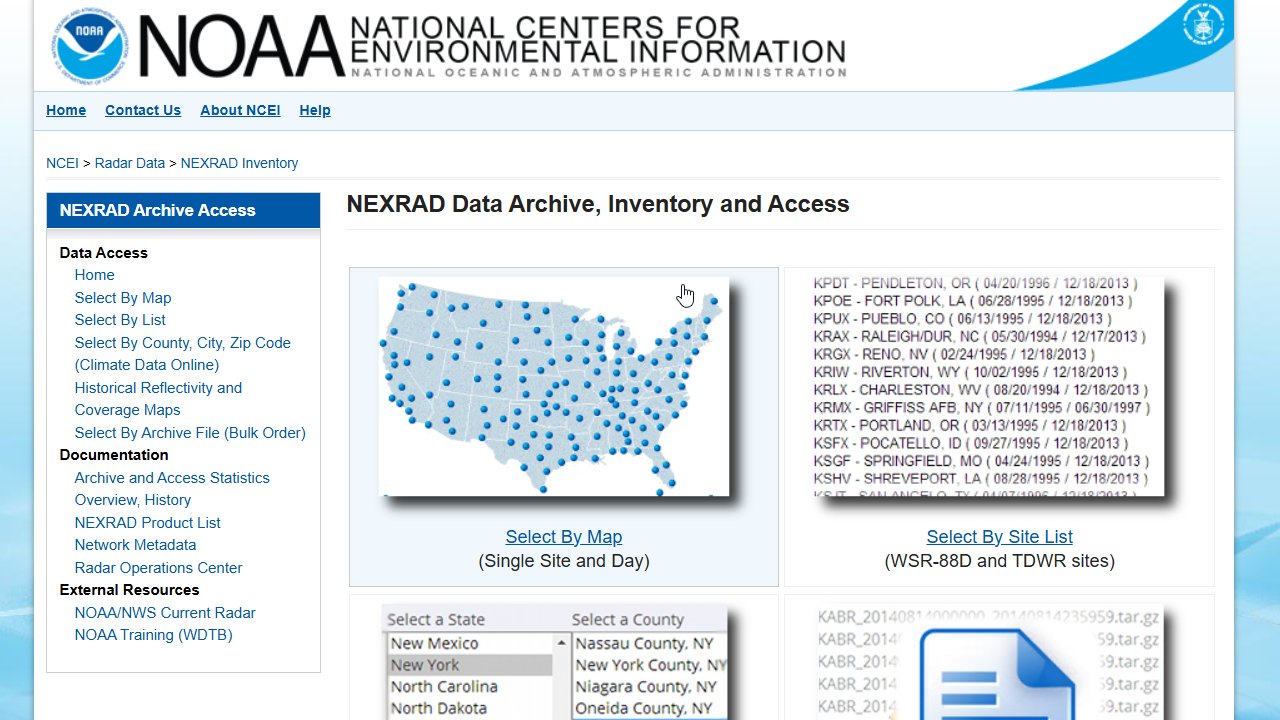 NOAA
NOAA
NATIONAL CENTERS FOR
ENVIRONMENTAL INFORMATION
NATIONAL OCEANIC AND ATMOSPHERIC ADMINISTRATION
Home Contact Us About NCEI Help
NCEI > Radar Data > NEXRAD Inventory
NEXRAD Archive Access
Data Access
Home
Select By Map
Select By List
Select By County, City, Zip Code
(Climate Data Online)
Historical Reflectivity and
Coverage Maps
Select By Archive File (Bulk Order)
Documentation
Archive and Access Statistics
Overview, History
NEXRAD Product List
Network Metadata
Radar Operations Center
External Resources
NOAA/NWS Current Radar
NOAA Training (WDTB)
NEXRAD Data Archive, Inventory and Access
Select By Map
(Single Site and Day)
KPDT - PENDLETON, OR ( 04/20/1996 / 12/18/2013 )
KPOE - FORT POLK, LA ( 06/28/1995 / 12/18/2013 )
KPUX - PUEBLO, CO ( 06/13/1995 / 12/18/2013 )
KRAX - RALEIGH/DUR, NC ( 05/30/1994 / 12/17/2013 )
KRGX - RENO, NV ( 02/24/1995 / 12/18/2013 )
KRIW - RIVERTON, WY ( 10/02/1995 / 12/18/2013 )
KRLX - CHARLESTON, WV ( 08/20/1994 / 12/18/2013 )
KRMX - GRIFFISS AFB, NY ( 07/11/1995 / 06/30/1997 )
KRTX - PORTLAND, OR ( 03/13/1995 / 12/18/2013 )
KSFX - POCATELLO, ID ( 09/27/1995 / 12/18/2013 )
KSGF - SPRINGFIELD, MO ( 04/24/1995 / 12/18/2013 )
KSHV - SHREVEPORT, LA ( 08/28/1995 / 12/18/2013 )
KSJT - SAN ANGELO, TX ( 04/07/1996 / 12/18/2013 )
Select By Site List
(WSR-88D and TDWR sites)
Select a State
New Mexico
New York
North Carolina
North Dakota
Select a County
Nassau County, NY
New York County, NY
Niagara County, NY
Oneida County, NY
KABR_20140814000000_20140814235959.tar.gz
KABR_2014 59.tar.gz
KABR_2014 59.tar.gz
KABR_2014 59.tar.gz
KABR_2014 59.tar.gz